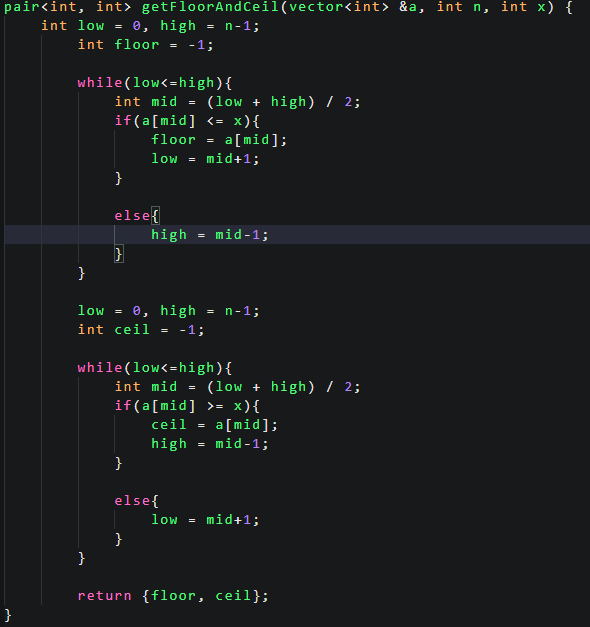 pair<int, int> getFloorAndCeil(vector<int> &a, int n, int x) {
    int low = 0, high = n-1;
        int floor = -1;

        while(low<=high){
            int mid = (low + high) / 2;
            if(a[mid] <= x){
                floor = a[mid];
                low = mid+1;
            }

            else{
                high = mid-1;
            }
        }

        low = 0, high = n-1;
        int ceil = -1;

        while(low<=high){
            int mid = (low + high) / 2;
            if(a[mid] >= x){
                ceil = a[mid];
                high = mid-1;
            }

            else{
                low = mid+1;
            }
        }

        return {floor, ceil};
}